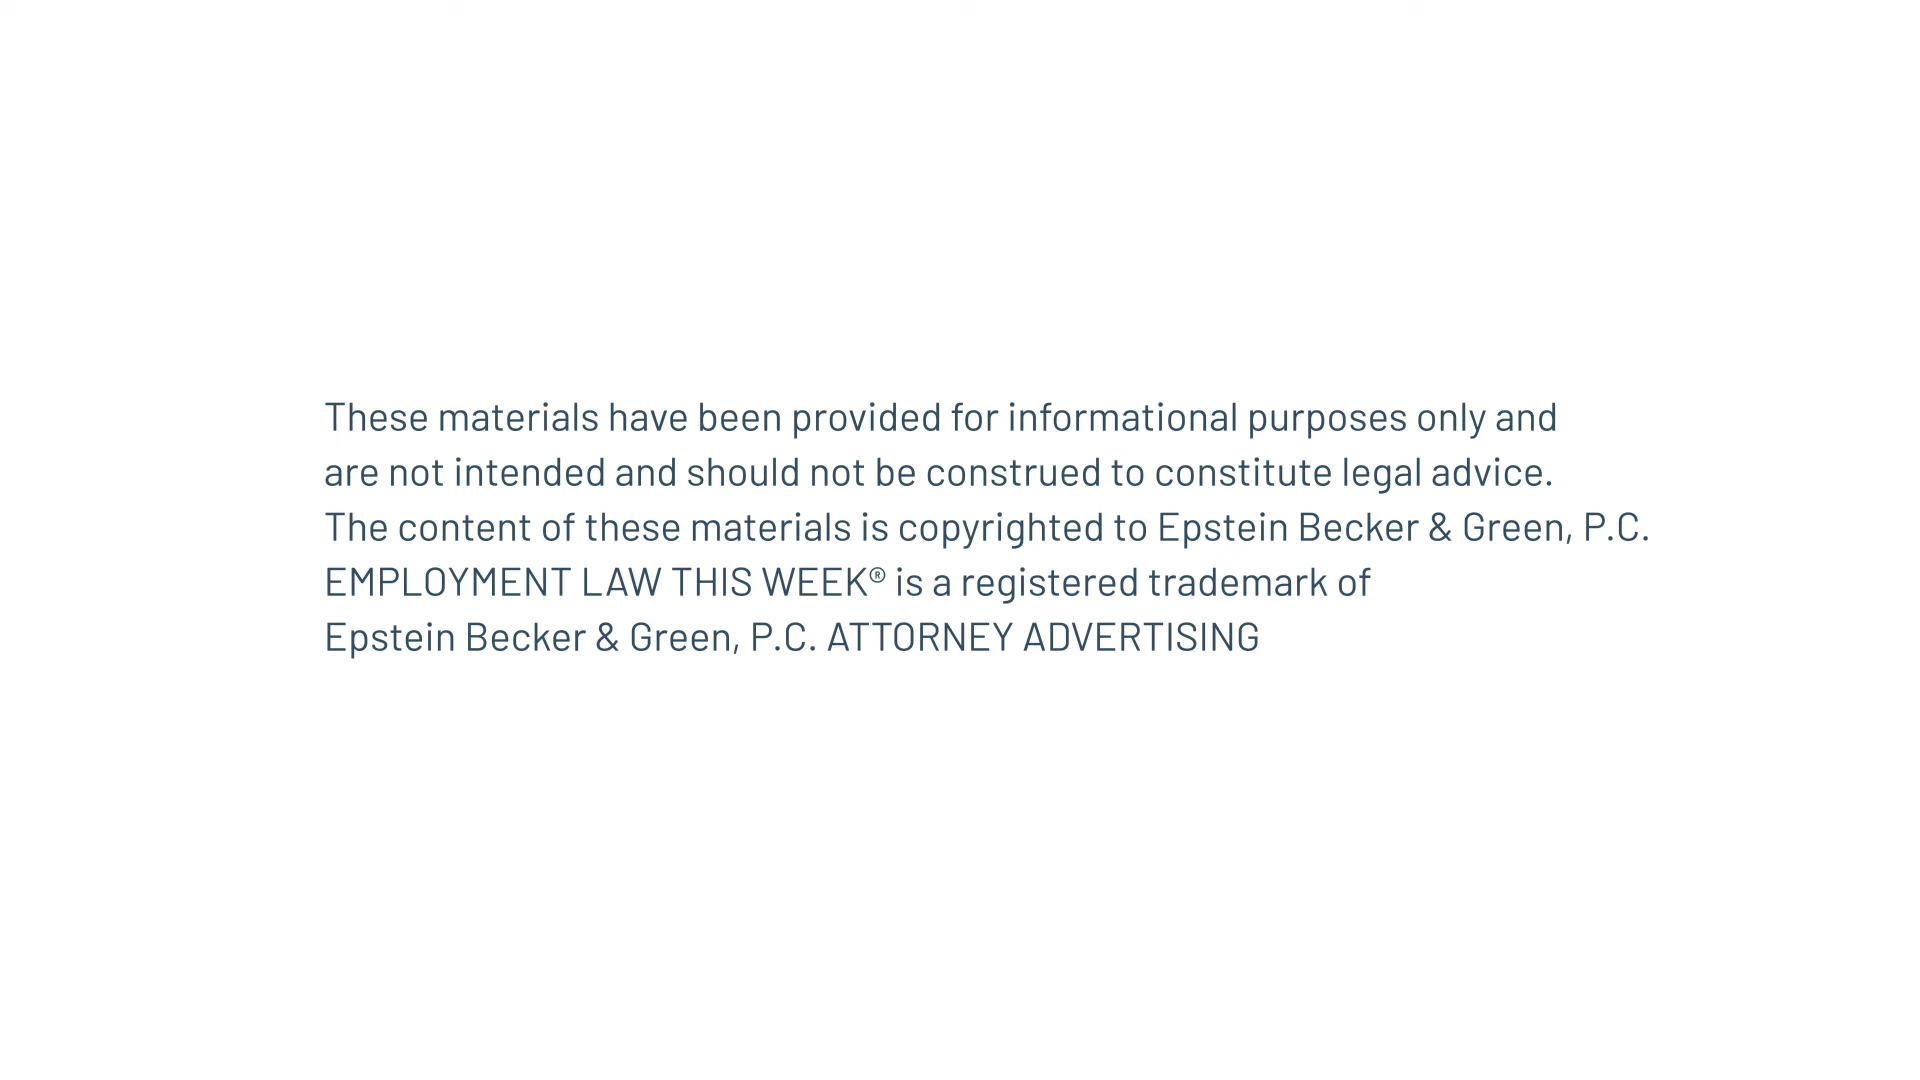 These materials have been provided for informational purposes only and
are not intended and should not be construed to constitute legal advice.
The content of these materials is copyrighted to Epstein Becker & Green, P.C.
EMPLOYMENT LAW THIS WEEK® is a registered trademark of
Epstein Becker & Green, P.C. ATTORNEY ADVERTISING